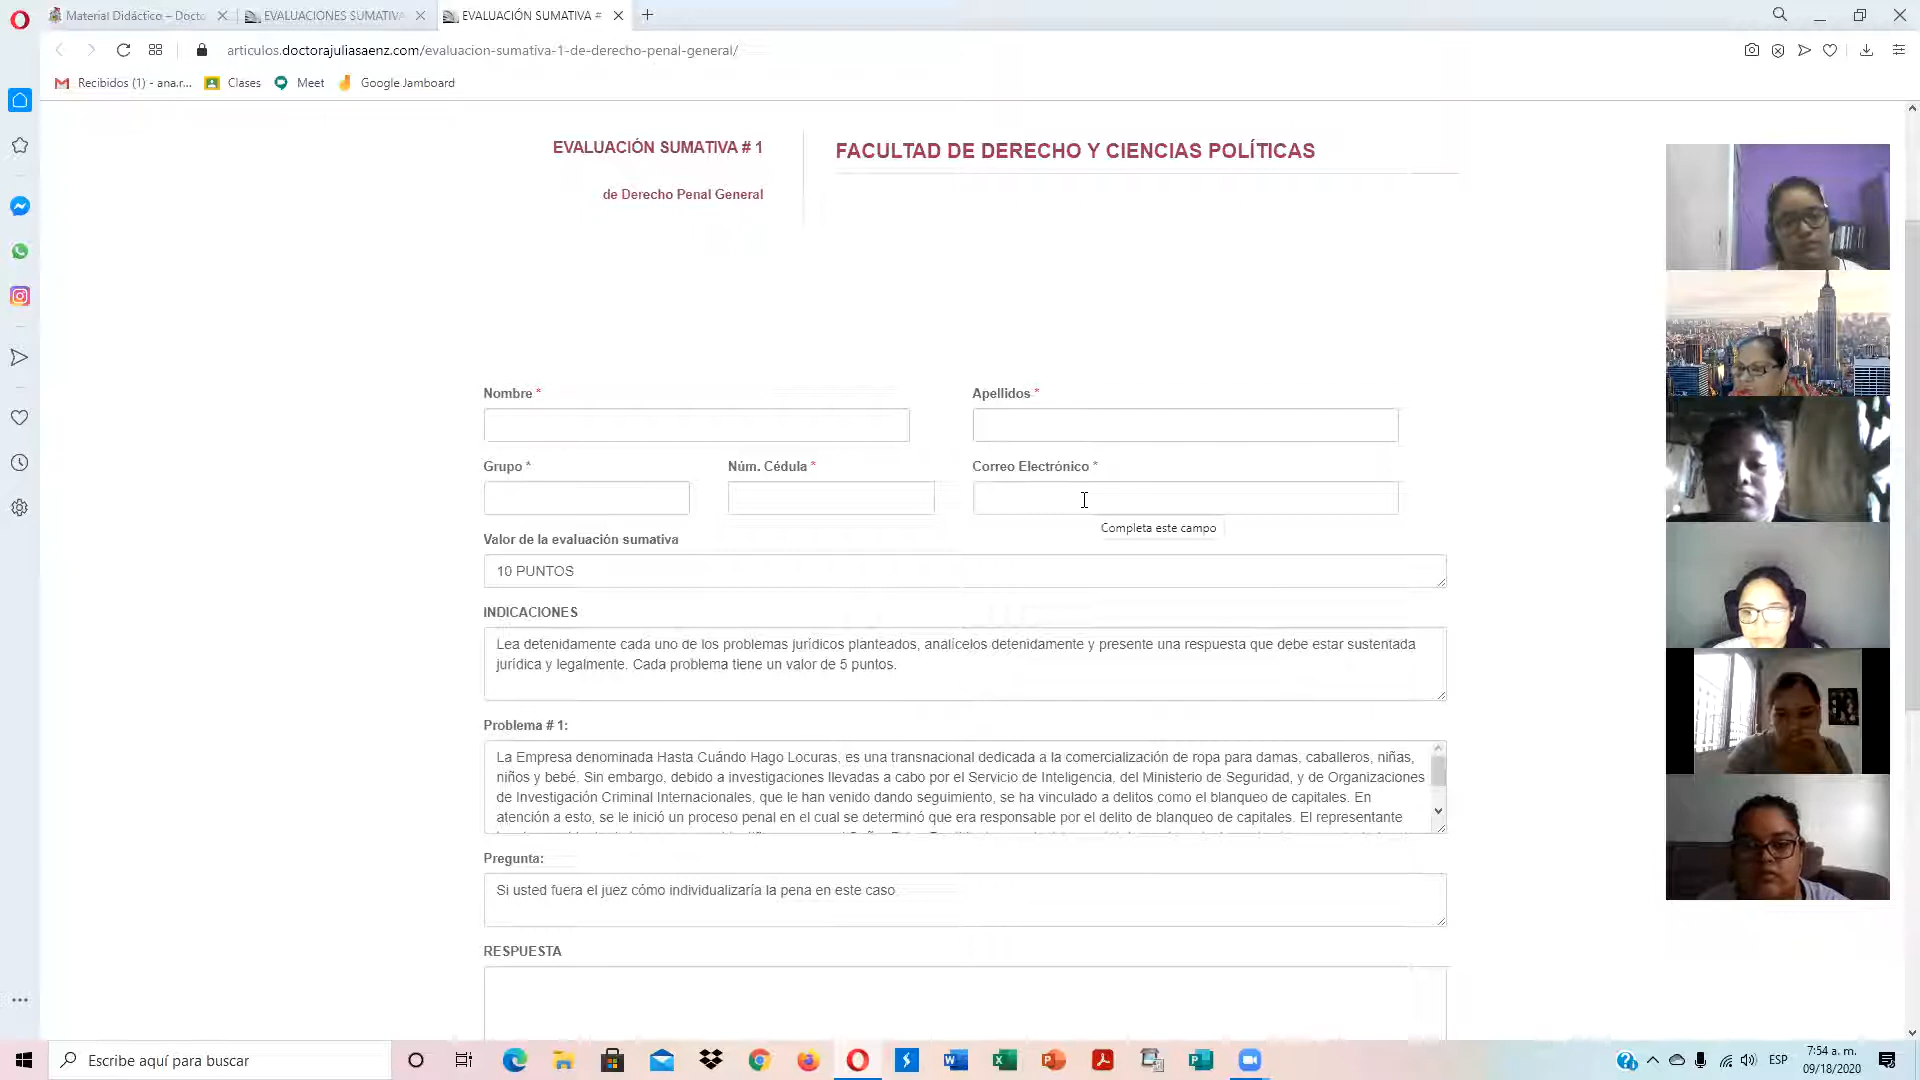 Material Didáctico – Docto
EVALUACIONES SUMATIVA
EVALUACIÓN SUMATIVA #
articulos.doctorajuliasaenz.com/evaluacion-sumativa-1-de-derecho-penal-general/
Recibidos (1) - ana.r...
Clases
Meet
Google Jamboard
EVALUACIÓN SUMATIVA # 1
de Derecho Penal General
FACULTAD DE DERECHO Y CIENCIAS POLÍTICAS
Nombre *
Apellidos *
Grupo *
Núm. Cédula *
Correo Electrónico *
Completa este campo
Valor de la evaluación sumativa
10 PUNTOS
INDICACIONES
Lea detenidamente cada uno de los problemas jurídicos planteados, analícelos detenidamente y presente una respuesta que debe estar sustentada
jurídica y legalmente. Cada problema tiene un valor de 5 puntos.
Problema # 1:
La Empresa denominada Hasta Cuándo Hago Locuras, es una transnacional dedicada a la comercialización de ropa para damas, caballeros, niñas,
niños y bebé. Sin embargo, debido a investigaciones llevadas a cabo por el Servicio de Inteligencia, del Ministerio de Seguridad, y de Organizaciones
de Investigación Criminal Internacionales, que le han venido dando seguimiento, se ha vinculado a delitos como el blanqueo de capitales. En
atención a esto, se le inició un proceso penal en el cual se determinó que era responsable por el delito de blanqueo de capitales. El representante
Pregunta:
Si usted fuera el juez cómo individualizaría la pena en este caso
RESPUESTA
Escribe aquí para buscar
ESP
7:54 a. m.
09/18/2020